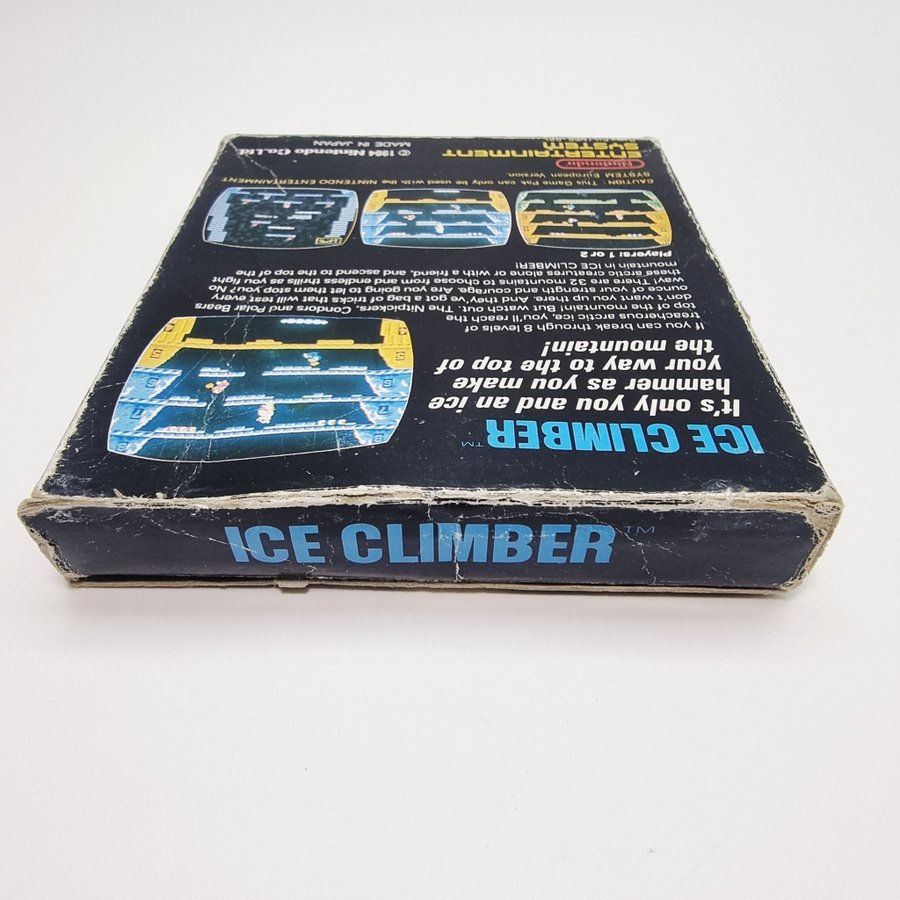 ICE CLIMBER™
ICE CLIMBER™
It's only you and an ice
hammer as you make
your way to the top of
the mountain!
If you can break through 8 levels of
treacherous arctic ice, you'll reach the
top of the mountain! But watch out. The Nitpickers, Condors and Polar Bears
don't want you up there. And they've got a bag of tricks that will test every
ounce of your strength and courage. Are you going to let them stop you? No
way! There are 32 mountains to choose from and endless thrills as you fight
these arctic creatures alone or with a friend, and ascend to the top of the
mountain in ICE CLIMBER!
Players: 1 or 2
CAUTION: This Game Pak can only be used with the NINTENDO ENTERTAINMENT
SYSTEM European Version
Nintendo
ENTERTAINMENT
SYSTEM
© 1984 Nintendo Co., Ltd.
MADE IN JAPAN